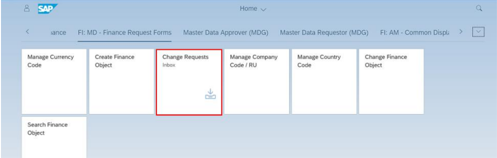 SAP
Home
ance FI: MD - Finance Request Forms Master Data Approver (MDG) Master Data Requestor (MDG) FI: AM - Common Displ
Manage Currency
Code
Create Finance
Object
Change Requests
Inbox
Manage Company
Code / RU
Manage Country
Code
Change Finance
Object
Search Finance
Object